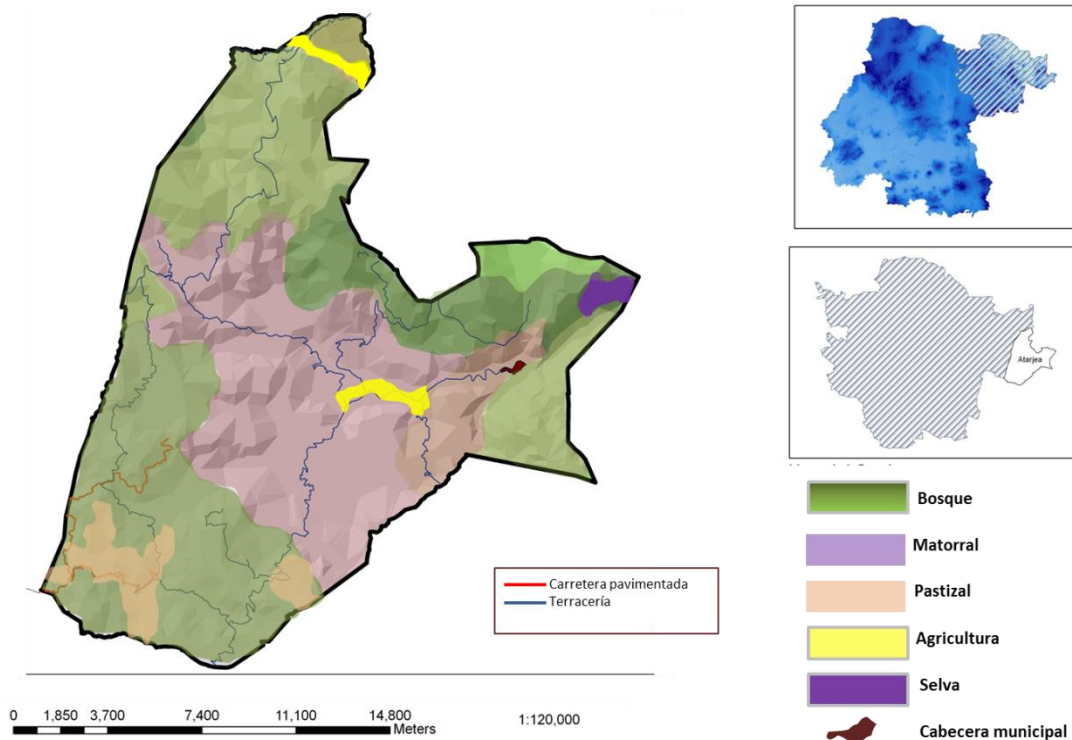 Atarjea
Bosque
Matorral
Pastizal
Agricultura
Selva
Cabecera municipal
Carretera pavimentada
Terracería
0 1,850 3,700 7,400 11,100 14,800
Meters
1:120,000